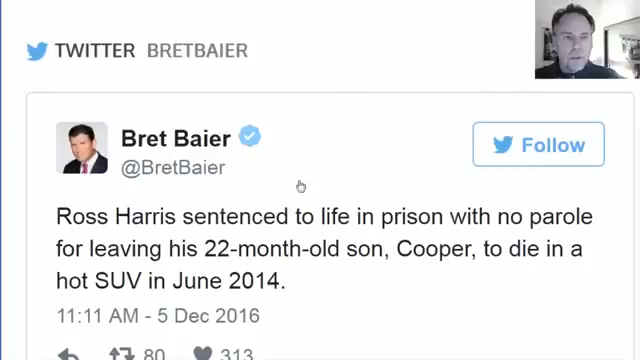 TWITTER BRETBAIER
Bret Baier
@BretBaier
Follow
Ross Harris sentenced to life in prison with no parole
for leaving his 22-month-old son, Cooper, to die in a
hot SUV in June 2014.
11:11 AM - 5 Dec 2016
80 313